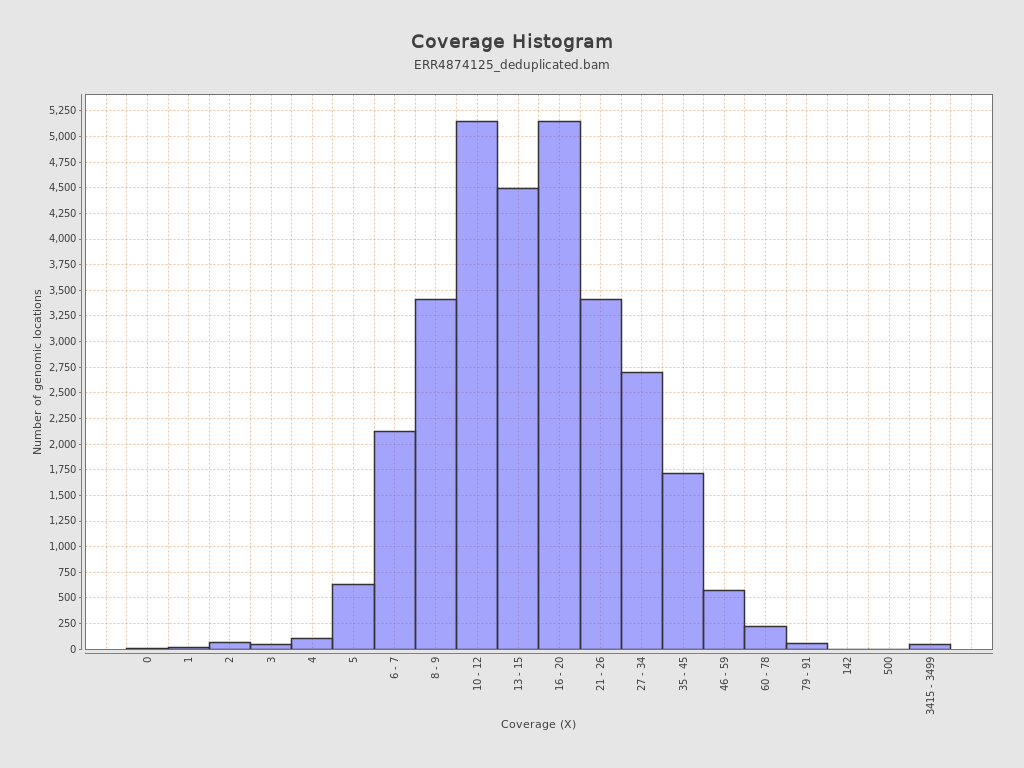 Coverage Histogram
ERR4874125_deduplicated.bam
Number of genomic locations
5,250
5,000
4,750
4,500
4,250
4,000
3,750
3,500
3,250
3,000
2,750
2,500
2,250
2,000
1,750
1,500
1,250
1,000
750
500
250
0
0
1
2
3
4
5
6 - 7
8 - 9
10 - 12
13 - 15
16 - 20
21 - 26
27 - 34
35 - 45
46 - 59
60 - 78
79 - 91
142
500
3415 - 3499
Coverage (X)